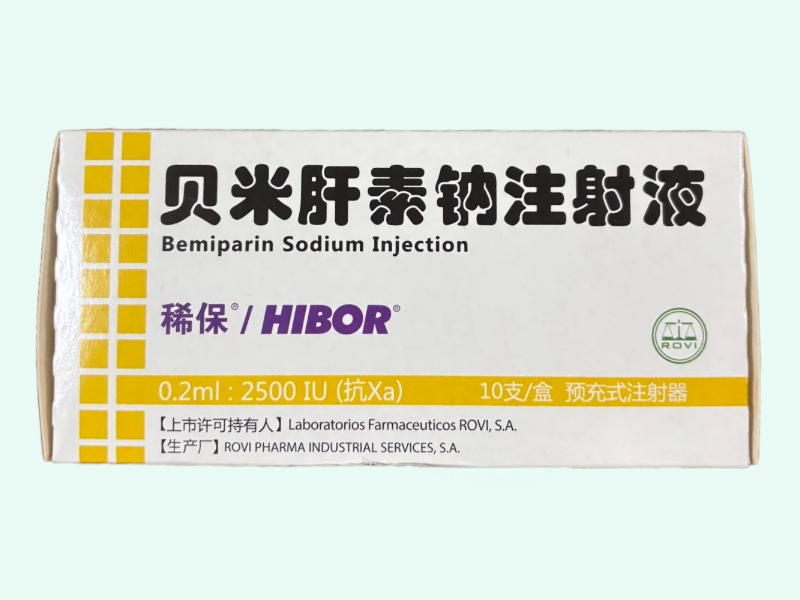 贝米肝素钠注射液
Bemiparin Sodium Injection
稀保® / HIBOR®
ROVI
0.2ml : 2500 IU (抗Xa) 10支/盒 预充式注射器
【上市许可持有人】Laboratorios Farmaceuticos ROVI, S.A.
【生产厂】ROVI PHARMA INDUSTRIAL SERVICES, S.A.